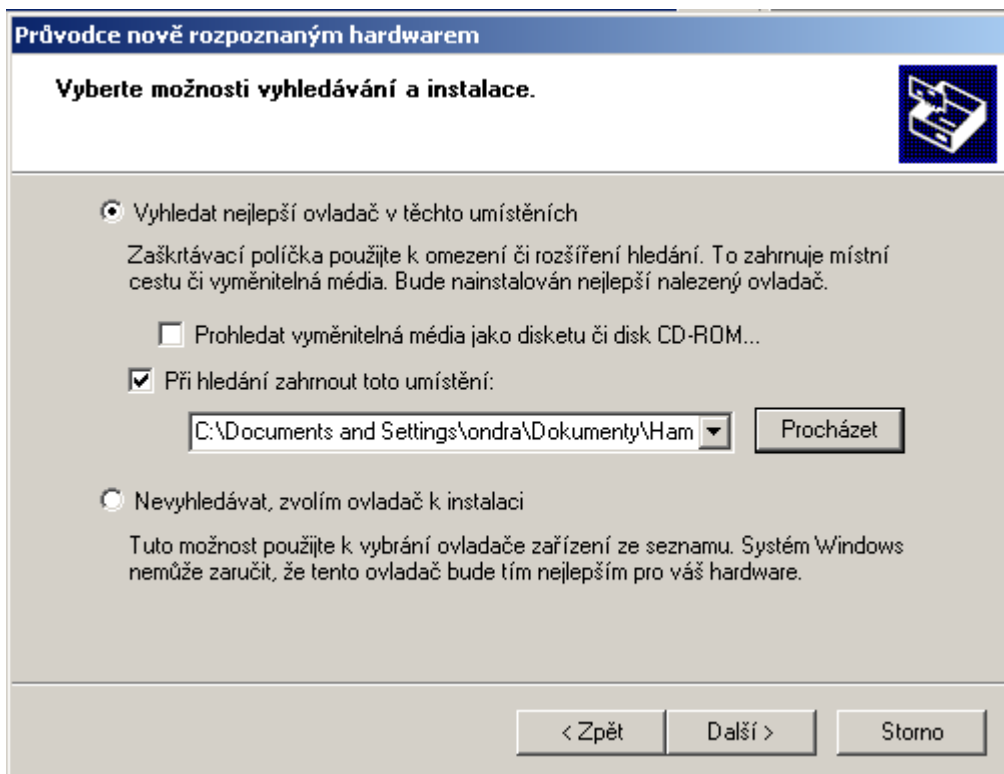 Průvodce nově rozpoznaným hardwarem
Vyberte možnosti vyhledávání a instalace.
Vyhledat nejlepší ovladač v těchto umístěních
Zaškrtávací políčka použijte k omezení či rozšíření hledání. To zahrnuje místní
cestu či vyměnitelná média. Bude nainstalován nejlepší nalezený ovladač.
Prohledat vyměnitelná média jako disketu či disk CD-ROM...
Při hledání zahrnout toto umístění:
C:\Documents and Settings\ondra\Dokumenty\Ham
Procházet
Nevyhledávat, zvolím ovladač k instalaci
Tuto možnost použijte k vybrání ovladače zařízení ze seznamu. Systém Windows
nemůže zaručit, že tento ovladač bude tím nejlepším pro váš hardware.
< Zpět
Další >
Storno